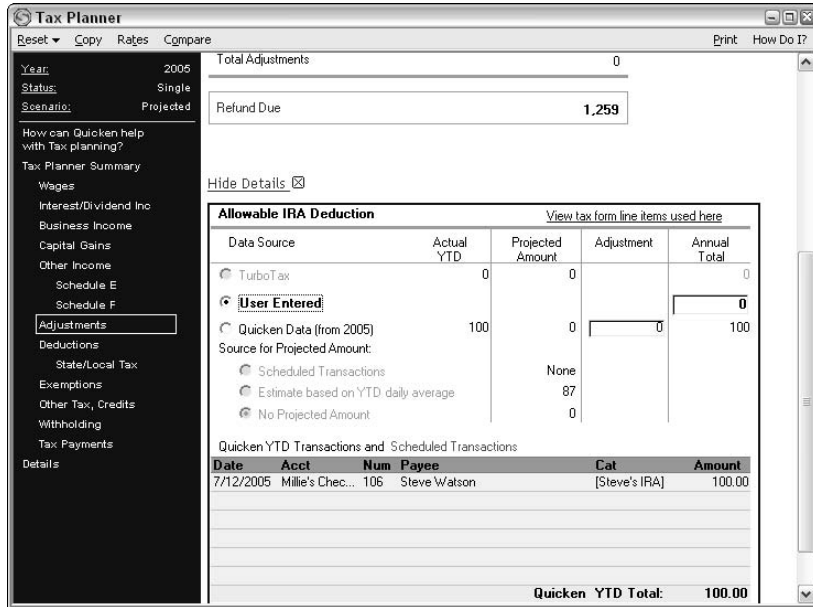 Tax Planner
Reset Copy Rates Compare Print How Do I?
Year: 2005
Status: Single
Scenario: Projected
How can Quicken help
with Tax planning?
Tax Planner Summary
Wages
Interest/Dividend Inc
Business Income
Capital Gains
Other Income
Schedule E
Schedule F
Adjustments
Deductions
State/Local Tax
Exemptions
Other Tax, Credits
Withholding
Tax Payments
Details
Total Adjustments 0
Refund Due 1,259
Hide Details
Allowable IRA Deduction View tax form line items used here
Data Source Actual YTD Projected Amount Adjustment Annual Total
TurboTax 0 0 0
User Entered 0
Quicken Data (from 2005) 100 0 0 100
Source for Projected Amount:
Scheduled Transactions None
Estimate based on YTD daily average 87
No Projected Amount 0
Quicken YTD Transactions and Scheduled Transactions
Date Acct Num Payee Cat Amount
7/12/2005 Millie's Chec... 106 Steve Watson [Steve's IRA] 100.00
Quicken YTD Total: 100.00